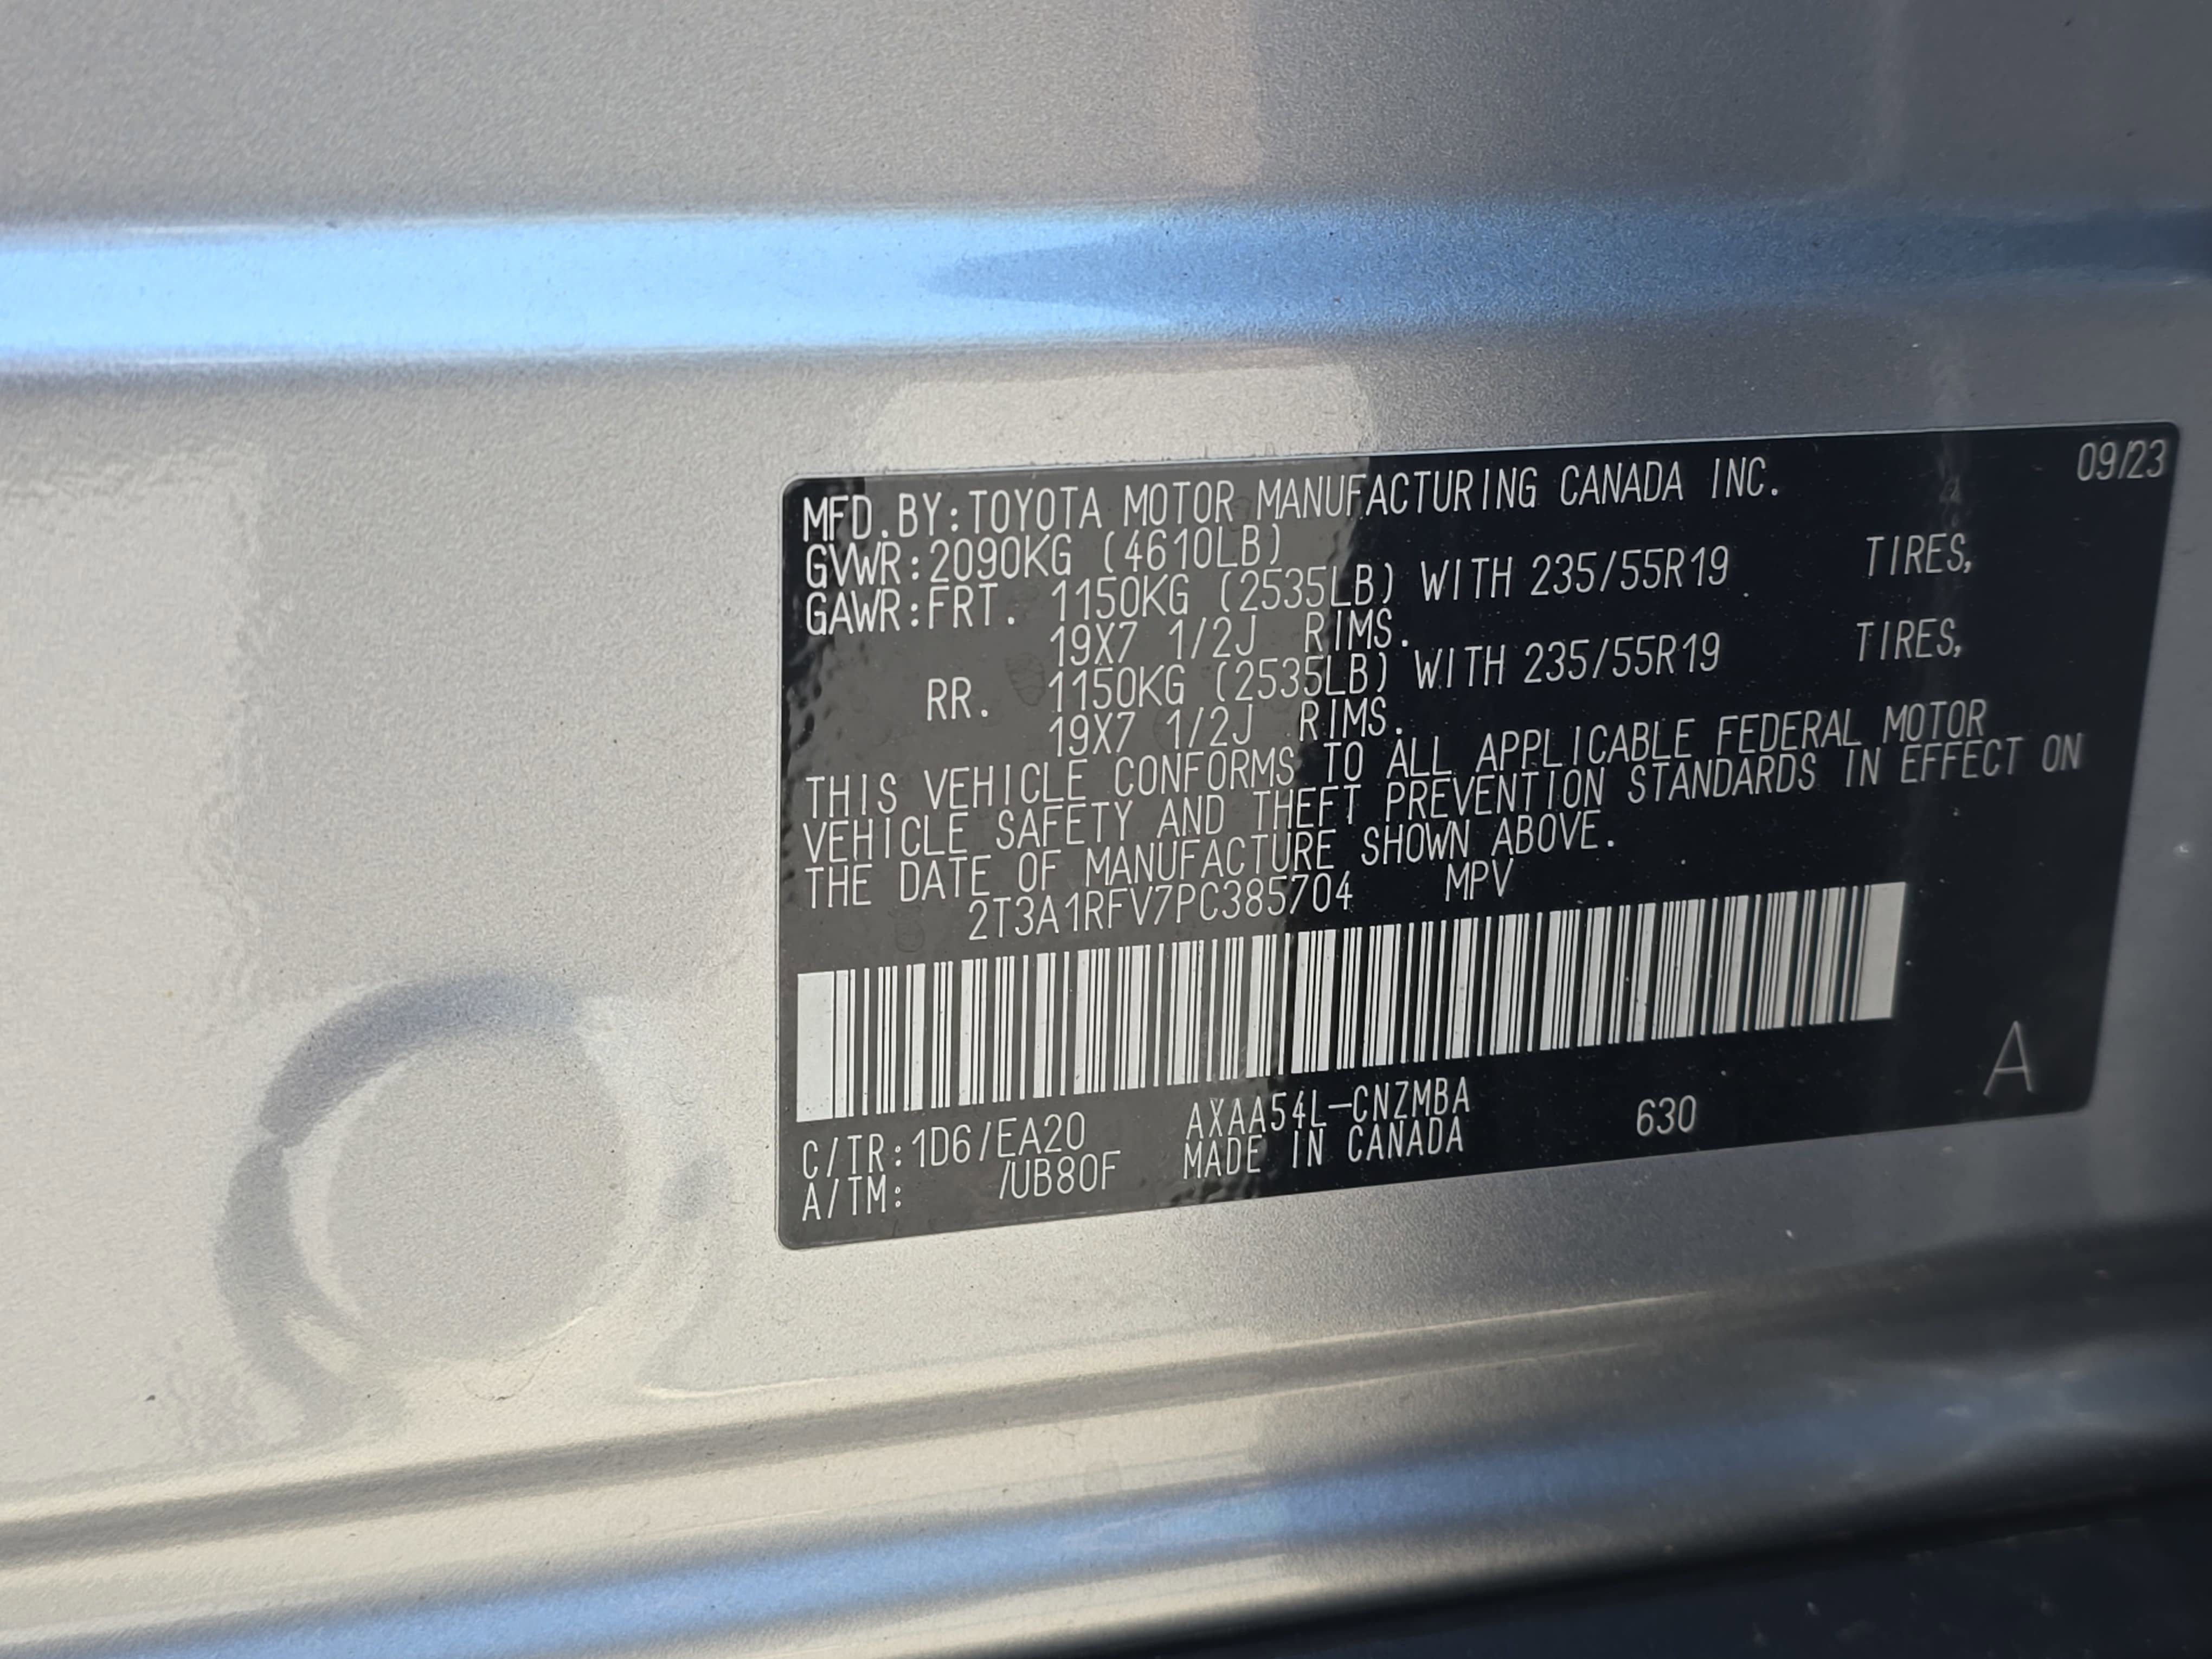 09/23
MFD.BY:TOYOTA MOTOR MANUFACTURING CANADA INC.
GVWR:2090KG (4610LB)
GAWR:FRT. 1150KG (2535LB) WITH 235/55R19 TIRES,
19X7 1/2J RIMS.
RR. 1150KG (2535LB) WITH 235/55R19 TIRES,
19X7 1/2J RIMS.
THIS VEHICLE CONFORMS TO ALL APPLICABLE FEDERAL MOTOR
VEHICLE SAFETY AND THEFT PREVENTION STANDARDS IN EFFECT ON
THE DATE OF MANUFACTURE SHOWN ABOVE.
2T3A1RFV7PC385704 MPV
C/TR:1D6/EA20 AXAA54L-CNZMBA 630 A
A/TM: /UB80F MADE IN CANADA